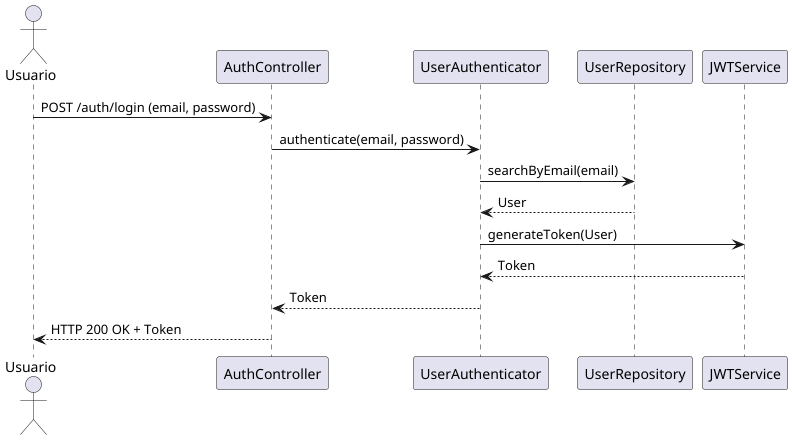 Usuario
AuthController
UserAuthenticator
UserRepository
JWTService
POST /auth/login (email, password)
authenticate(email, password)
searchByEmail(email)
User
generateToken(User)
Token
Token
HTTP 200 OK + Token
Usuario
AuthController
UserAuthenticator
UserRepository
JWTService